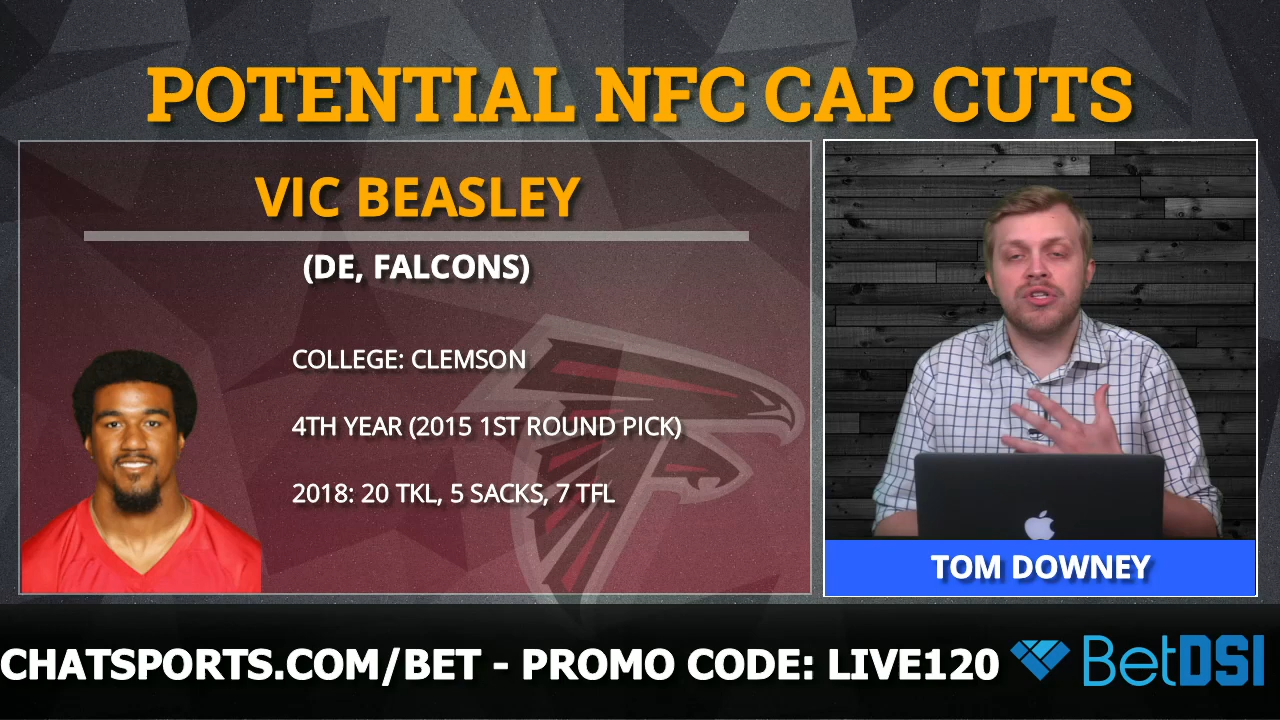 POTENTIAL NFC CAP CUTS
VIC BEASLEY
(DE, FALCONS)
COLLEGE: CLEMSON
4TH YEAR (2015 1ST ROUND PICK)
2018: 20 TKL, 5 SACKS, 7 TFL
TOM DOWNEY
CHATSPORTS.COM/BET - PROMO CODE: LIVE120
BetDSI